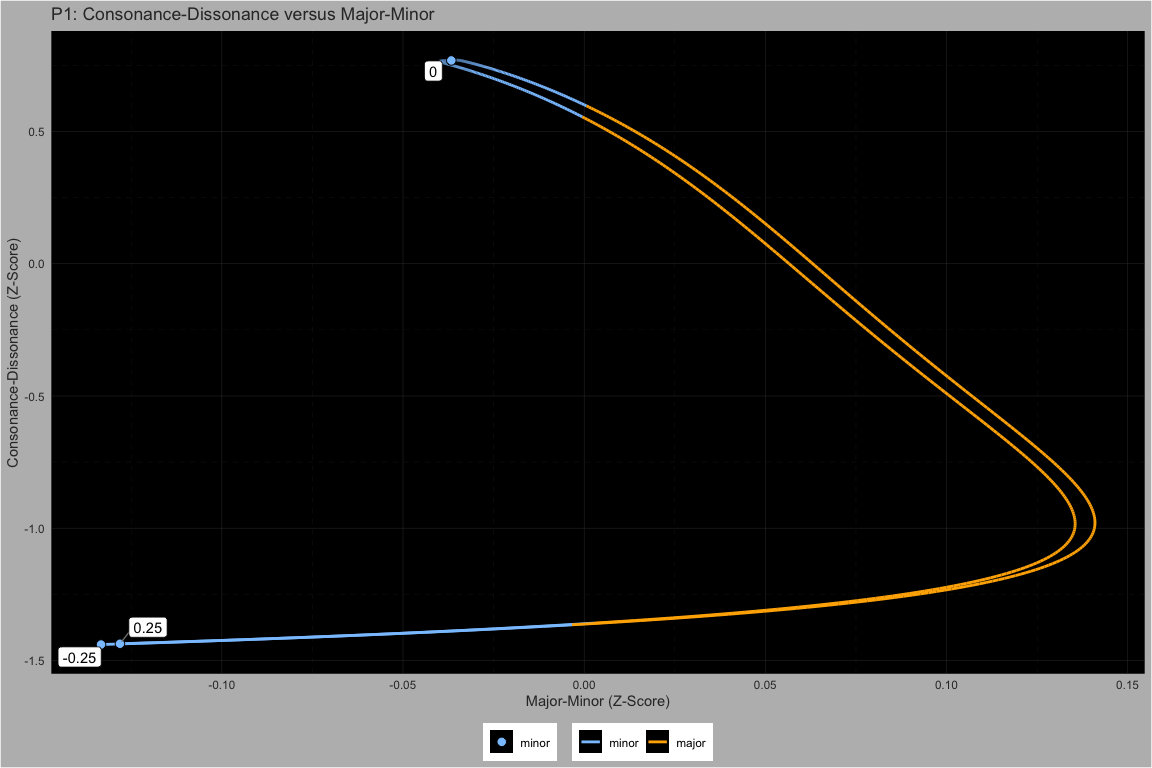 P1: Consonance-Dissonance versus Major-Minor
Consonance-Dissonance (Z-Score)
0.5
0.0
-0.5
-1.0
-1.5
0
0.25
-0.25
-0.10
-0.05
0.00
0.05
0.10
0.15
Major-Minor (Z-Score)
minor
minor
major